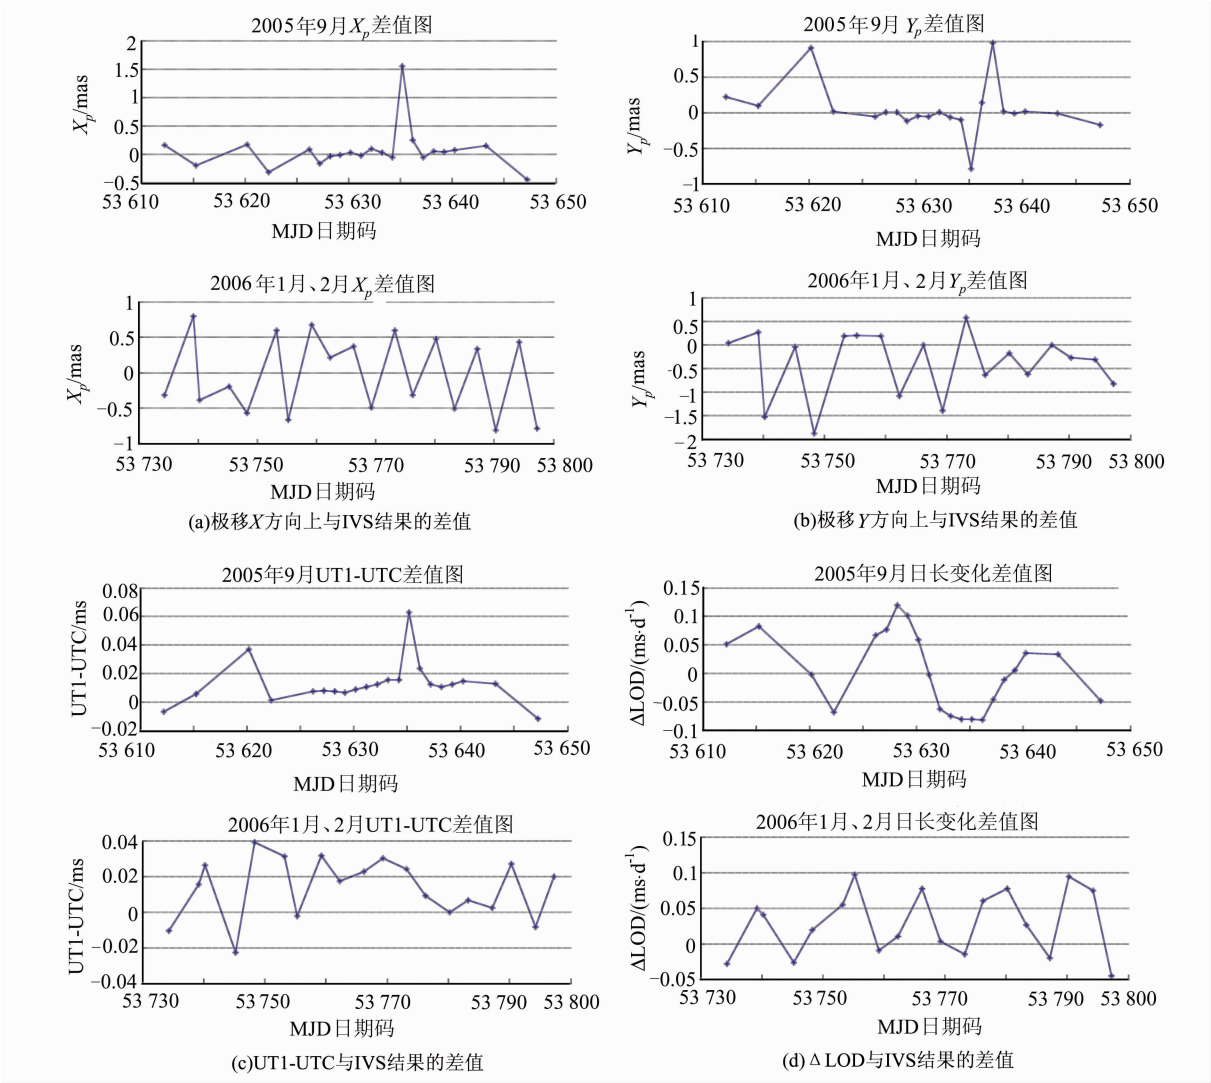 2005年9月Xp差值图
2
1.5
1
0.5
0
−0.5
Xp/mas
53 610 53 620 53 630 53 640 53 650
MJD日期码
2005年9月Yp差值图
1
0.5
0
−0.5
−1
Yp/mas
53 610 53 620 53 630 53 640 53 650
MJD日期码
2006年1月、2月Xp差值图
1
0.5
0
−0.5
−1
Xp/mas
53 730 53 750 53 770 53 790 53 800
MJD日期码
(a)极移X方向上与IVS结果的差值
2006年1月、2月Yp差值图
1
0.5
0
-0.5
−1
−1.5
−2
Yp/mas
53 730 53 750 53 770 53 790 53 800
MJD日期码
(b)极移Y方向上与IVS结果的差值
2005年9月UT1-UTC差值图
0.08
0.06
0.04
0.02
0
−0.02
UT1-UTC/ms
53 610 53 620 53 630 53 640 53 650
MJD日期码
2005年9月日长变化差值图
0.15
0.1
0.05
0
−0.05
−0.1
ΔLOD/(ms·d⁻¹)
53 610 53 620 53 630 53 640 53 650
MJD日期码
2006年1月、2月UT1-UTC差值图
0.04
0.02
0
−0.02
−0.04
UT1-UTC/ms
53 730 53 750 53 770 53 790 53 800
MJD日期码
(c)UT1-UTC与IVS结果的差值
2006年1月、2月日长变化差值图
0.15
0.1
0.05
0
−0.05
ΔLOD/(ms·d⁻¹)
53 730 53 750 53 770 53 790 53 800
MJD日期码
(d)ΔLOD与IVS结果的差值